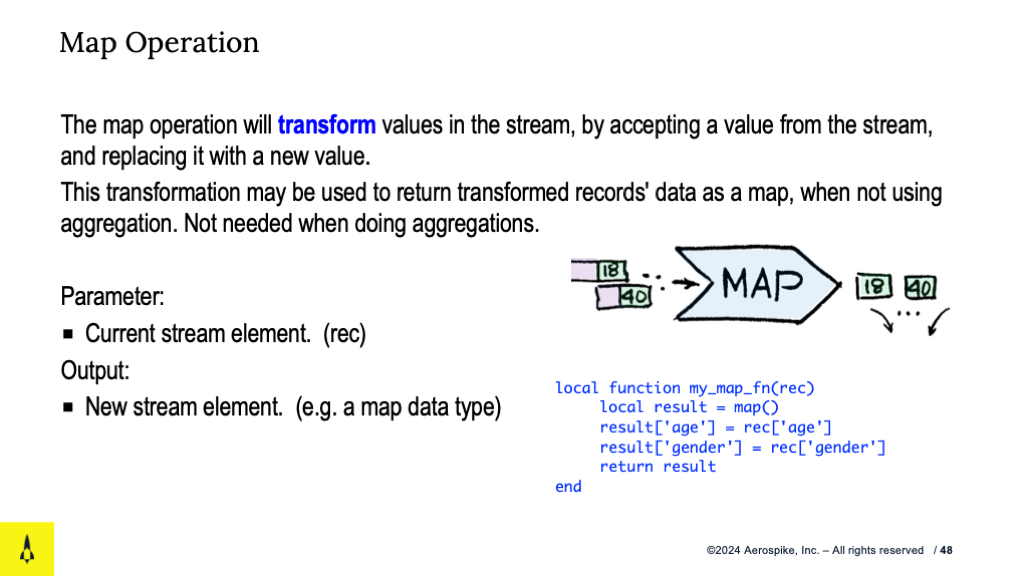 Map Operation
The map operation will transform values in the stream, by accepting a value from the stream,
and replacing it with a new value.
This transformation may be used to return transformed records' data as a map, when not using
aggregation. Not needed when doing aggregations.
Parameter:
▪ Current stream element. (rec)
Output:
▪ New stream element. (e.g. a map data type)
18
40
MAP
18 40
local function my_map_fn(rec)
local result = map()
result['age'] = rec['age']
result['gender'] = rec['gender']
return result
end
©2024 Aerospike, Inc. – All rights reserved / 48